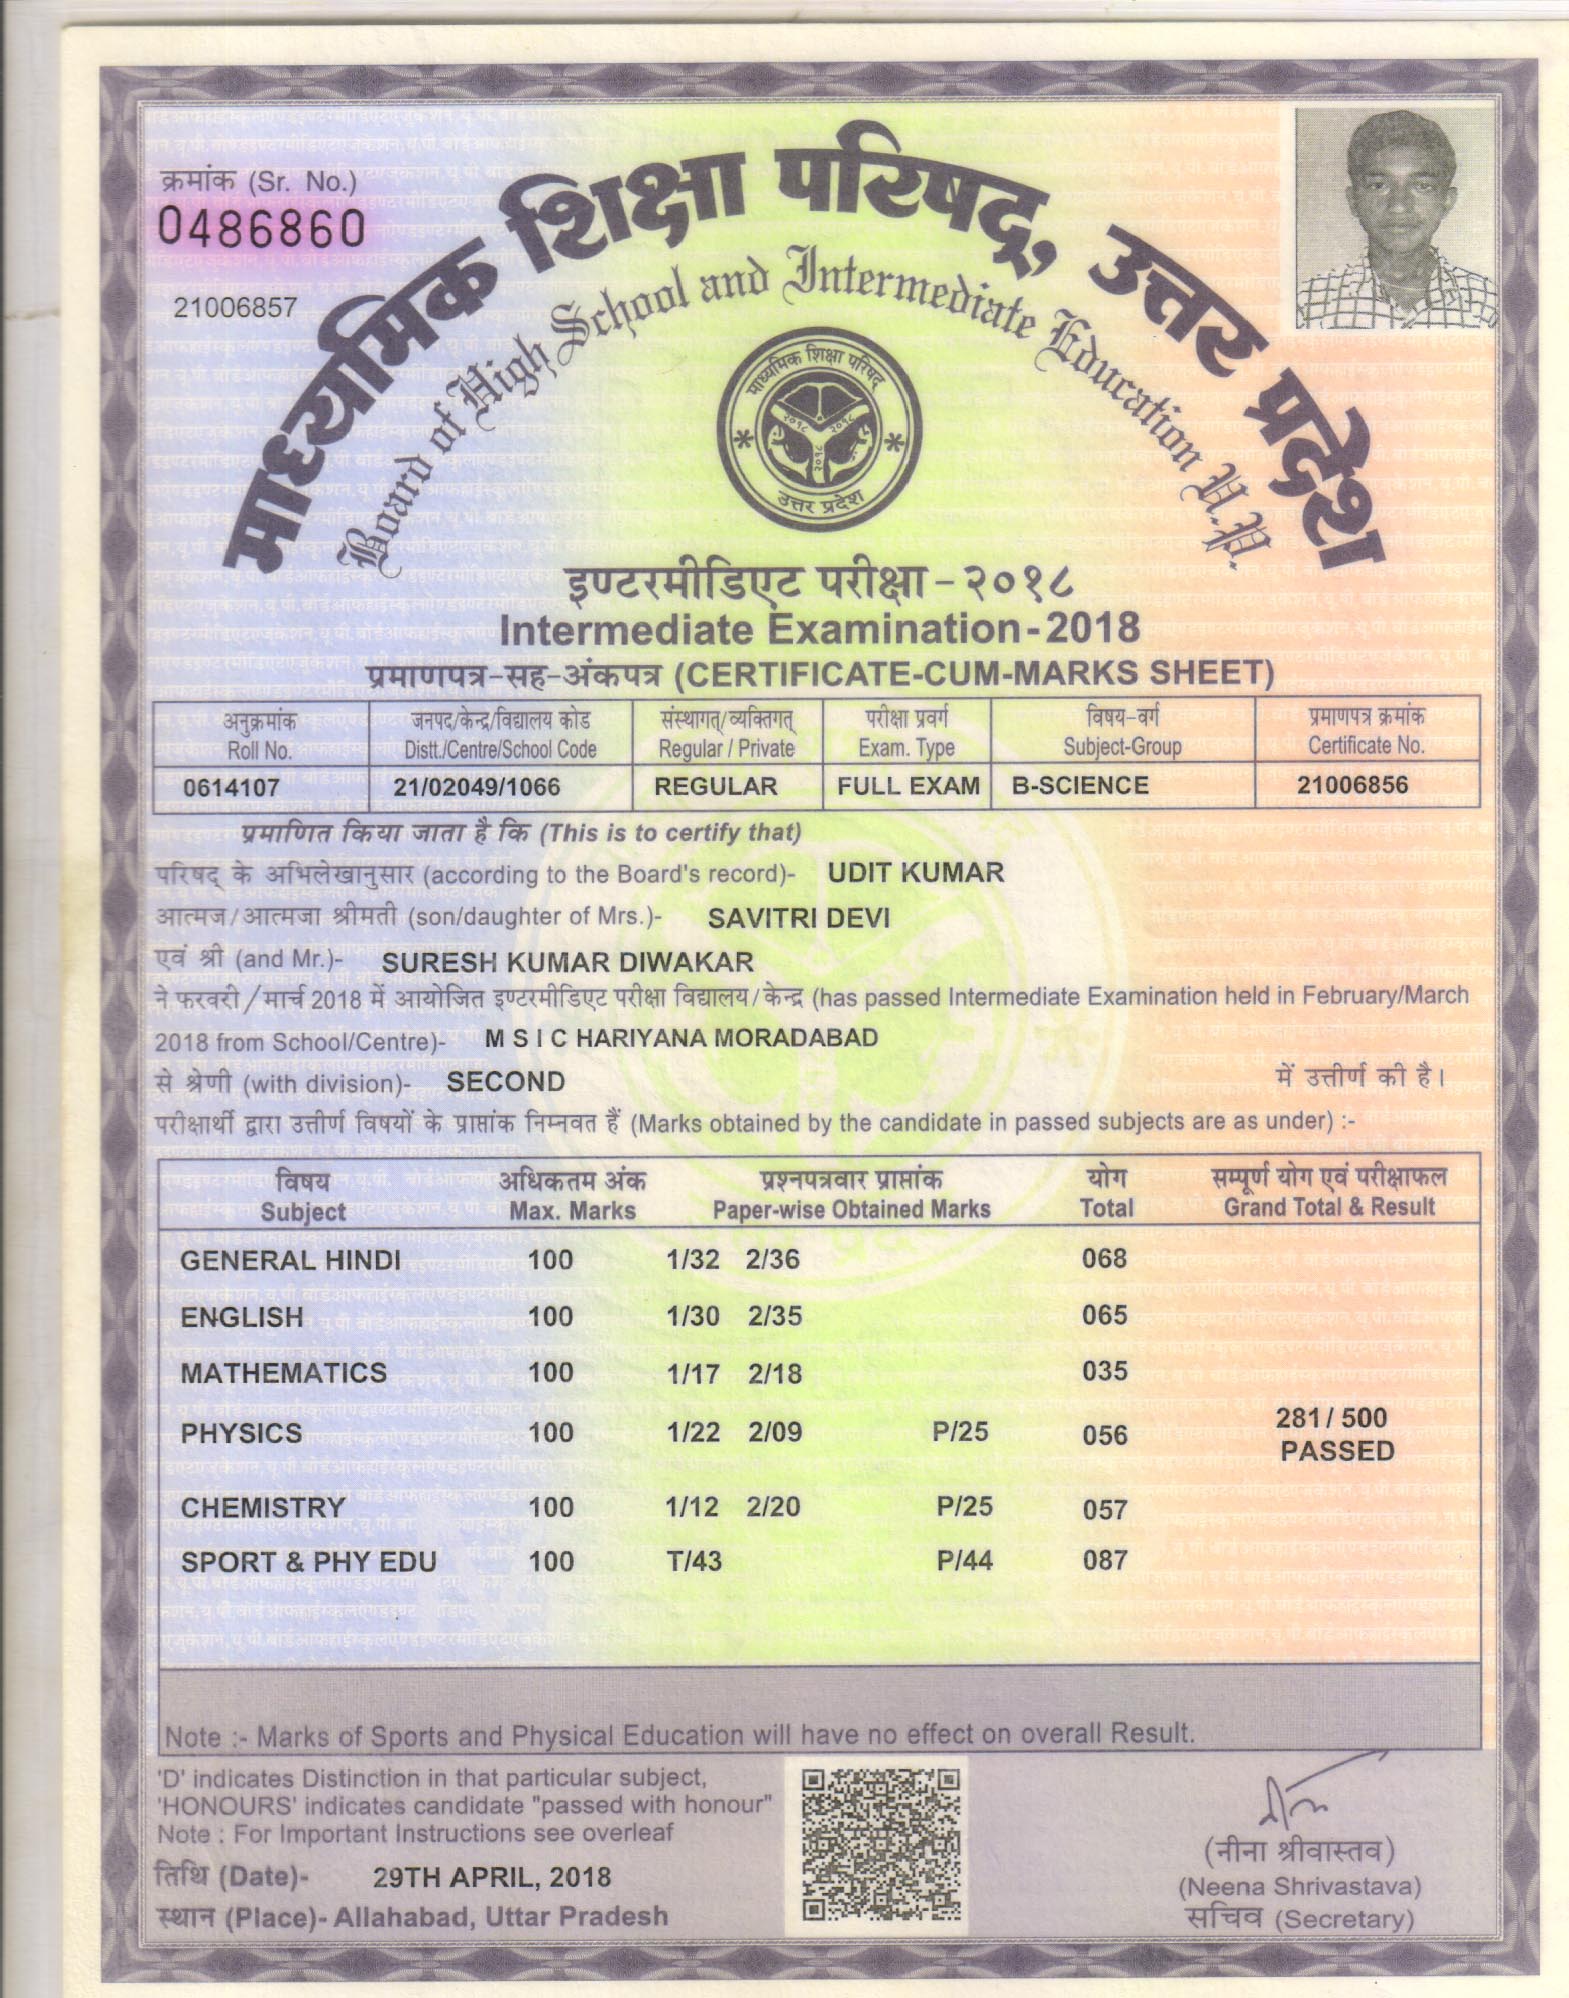 क्रमांक (Sr. No.)
0486860
21006857
माध्यमिक शिक्षा परिषद्, उत्तर प्रदेश
Board of High School and Intermediate Education U.P.
माध्यमिक शिक्षा परिषद्
२०१८ २०१८
२०१८
उत्तर प्रदेश
इण्टरमीडिएट परीक्षा - २०१८
Intermediate Examination - 2018
प्रमाणपत्र-सह-अंकपत्र (CERTIFICATE-CUM-MARKS SHEET)
अनुक्रमांक जनपद/केन्द्र/विद्यालय कोड संस्थागत्/व्यक्तिगत् परीक्षा प्रवर्ग विषय-वर्ग प्रमाणपत्र क्रमांक
Roll No. Distt./Centre/School Code Regular / Private Exam. Type Subject-Group Certificate No.
0614107 21/02049/1066 REGULAR FULL EXAM B-SCIENCE 21006856
प्रमाणित किया जाता है कि (This is to certify that)
परिषद् के अभिलेखानुसार (according to the Board's record)- UDIT KUMAR
आत्मज/आत्मजा श्रीमती (son/daughter of Mrs.)- SAVITRI DEVI
एवं श्री (and Mr.)- SURESH KUMAR DIWAKAR
ने फरवरी/मार्च 2018 में आयोजित इण्टरमीडिएट परीक्षा विद्यालय/केन्द्र (has passed Intermediate Examination held in February/March
2018 from School/Centre)- M S I C HARIYANA MORADABAD
से श्रेणी (with division)- SECOND में उत्तीर्ण की है।
परीक्षार्थी द्वारा उत्तीर्ण विषयों के प्राप्तांक निम्नवत हैं (Marks obtained by the candidate in passed subjects are as under) :-
विषय अधिकतम अंक प्रश्नपत्रवार प्राप्तांक योग सम्पूर्ण योग एवं परीक्षाफल
Subject Max. Marks Paper-wise Obtained Marks Total Grand Total & Result
GENERAL HINDI 100 1/32 2/36 068
ENGLISH 100 1/30 2/35 065
MATHEMATICS 100 1/17 2/18 035
PHYSICS 100 1/22 2/09 P/25 056 281/ 500
PASSED
CHEMISTRY 100 1/12 2/20 P/25 057
SPORT & PHY EDU 100 T/43 P/44 087
Note :- Marks of Sports and Physical Education will have no effect on overall Result.
'D' indicates Distinction in that particular subject,
'HONOURS' indicates candidate "passed with honour"
Note : For Important Instructions see overleaf
तिथि (Date)- 29TH APRIL, 2018
स्थान (Place)- Allahabad, Uttar Pradesh
(नीना श्रीवास्तव)
(Neena Shrivastava)
सचिव (Secretary)